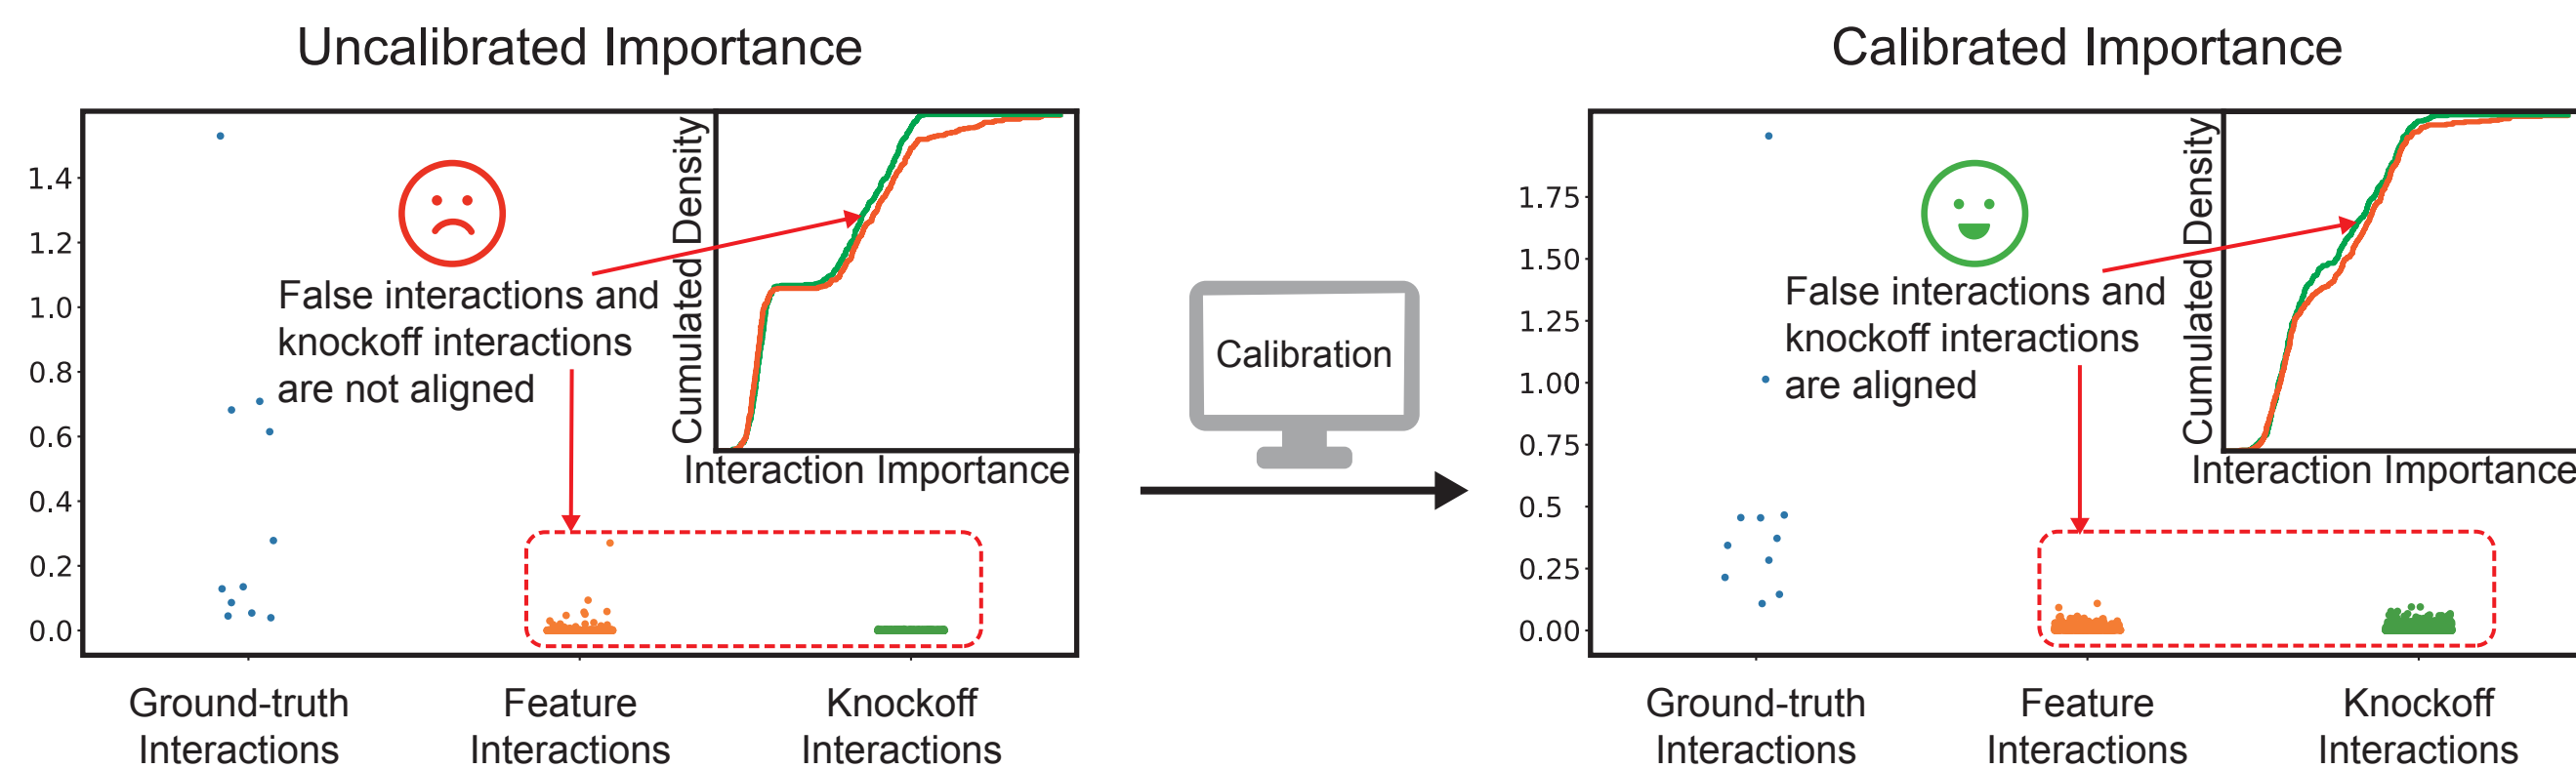 Uncalibrated Importance
1.4
1.2
1.0
0.8
0.6
0.4
0.2
0.0
False interactions and
knockoff interactions
are not aligned
Cumulated Density
Interaction Importance
Ground-truth
Interactions
Feature
Interactions
Knockoff
Interactions
Calibration
Calibrated Importance
1.75
1.50
1.25
1.00
0.75
0.5
0.25
0.00
False interactions and
knockoff interactions
are aligned
Cumulated Density
Interaction Importance
Ground-truth
Interactions
Feature
Interactions
Knockoff
Interactions